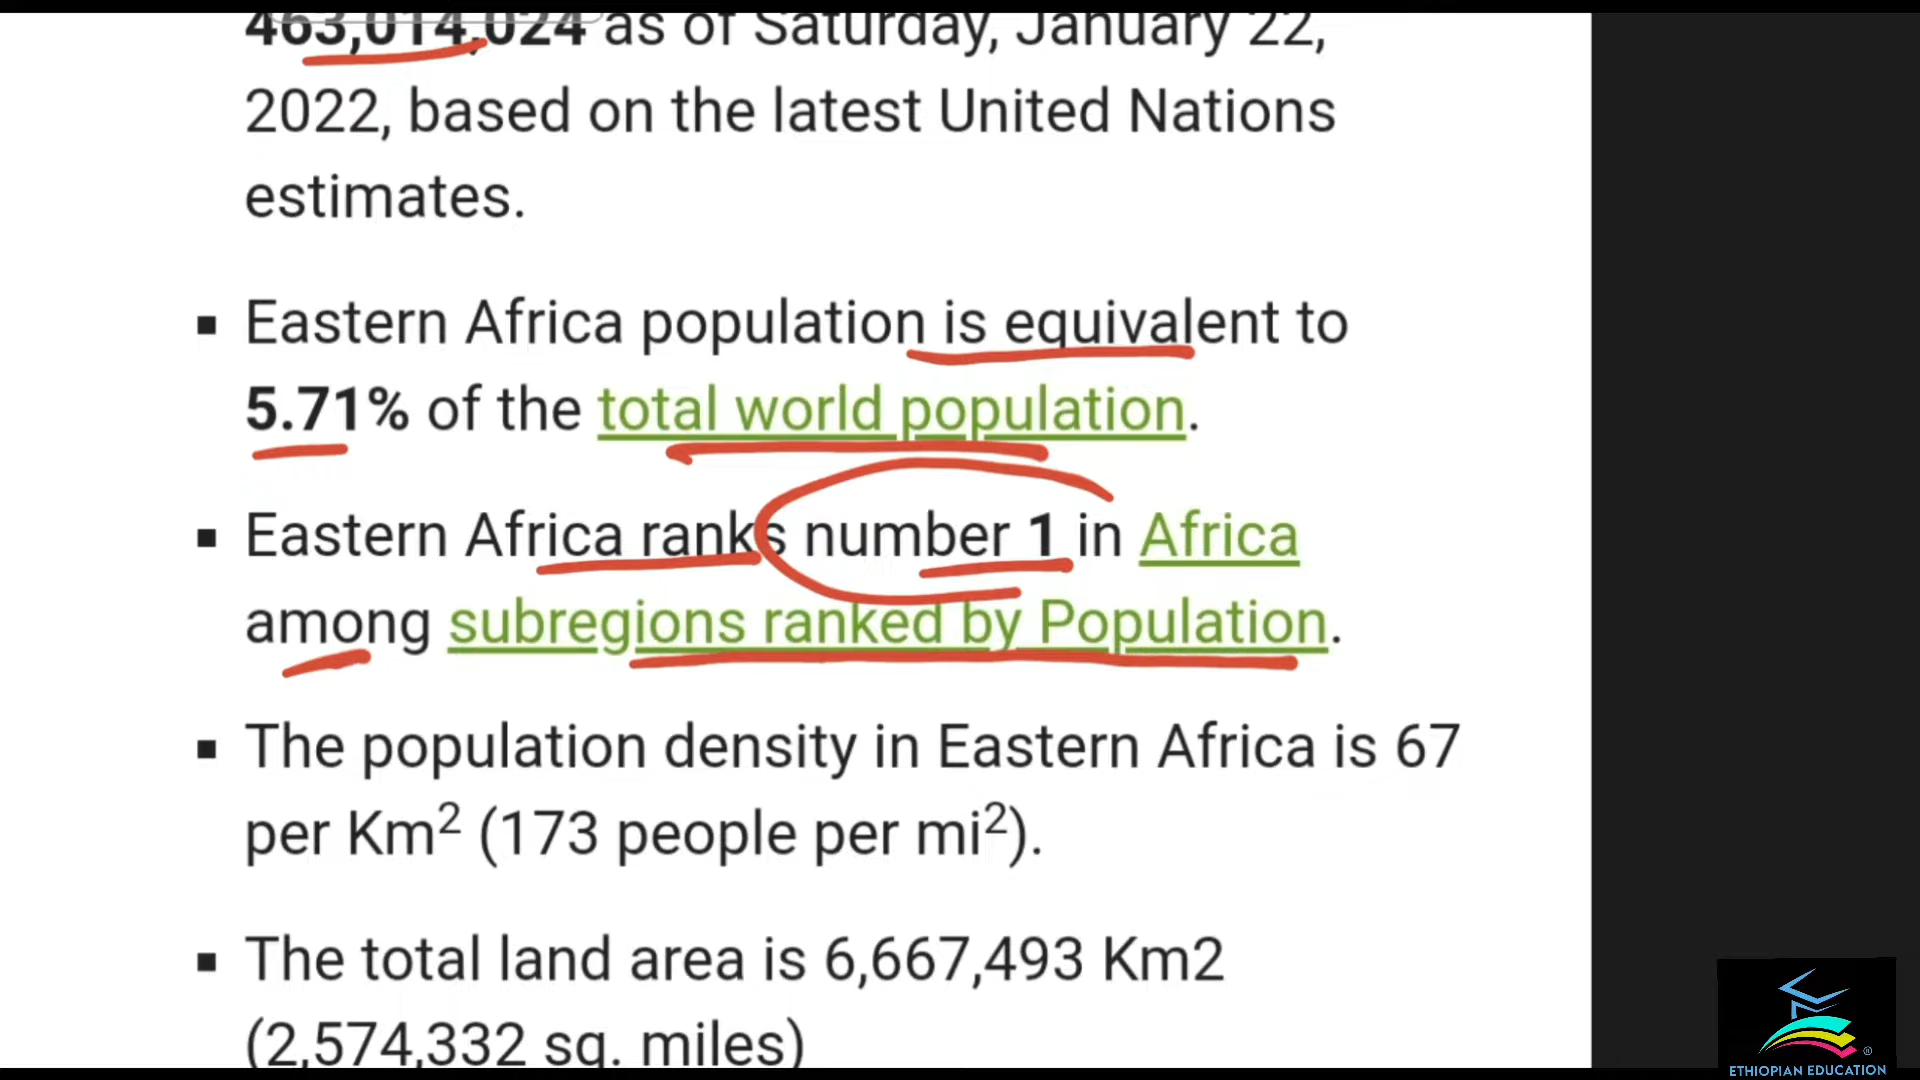 463,014,024 as of Saturday, January 22,
2022, based on the latest United Nations
estimates.
▪ Eastern Africa population is equivalent to
5.71% of the total world population.
▪ Eastern Africa ranks number 1 in Africa
among subregions ranked by Population.
▪ The population density in Eastern Africa is 67
per Km² (173 people per mi²).
▪ The total land area is 6,667,493 Km2
(2,574,332 sq. miles)
®
ETHIOPIAN EDUCATION